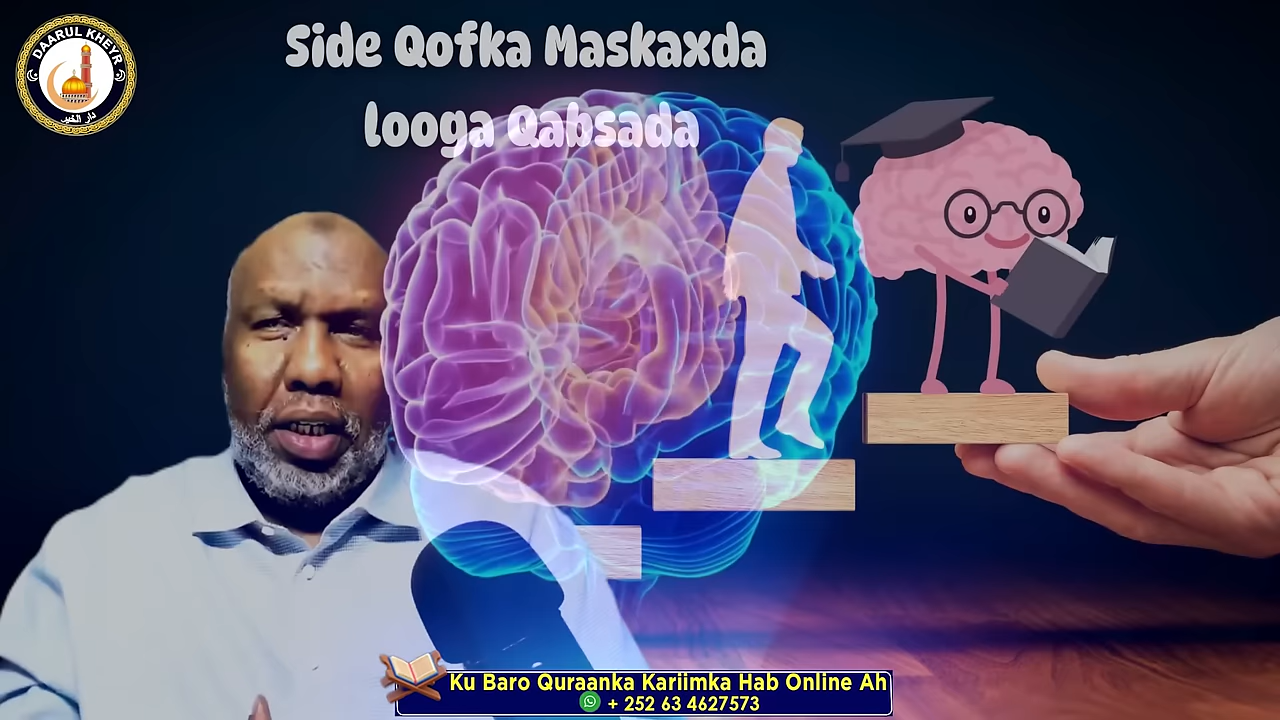 DAARUL KHEYR
دار الخير
Side Qofka Maskaxda
looga Qabsada
Ku Baro Quraanka Kariimka Hab Online Ah
+ 252 63 4627573